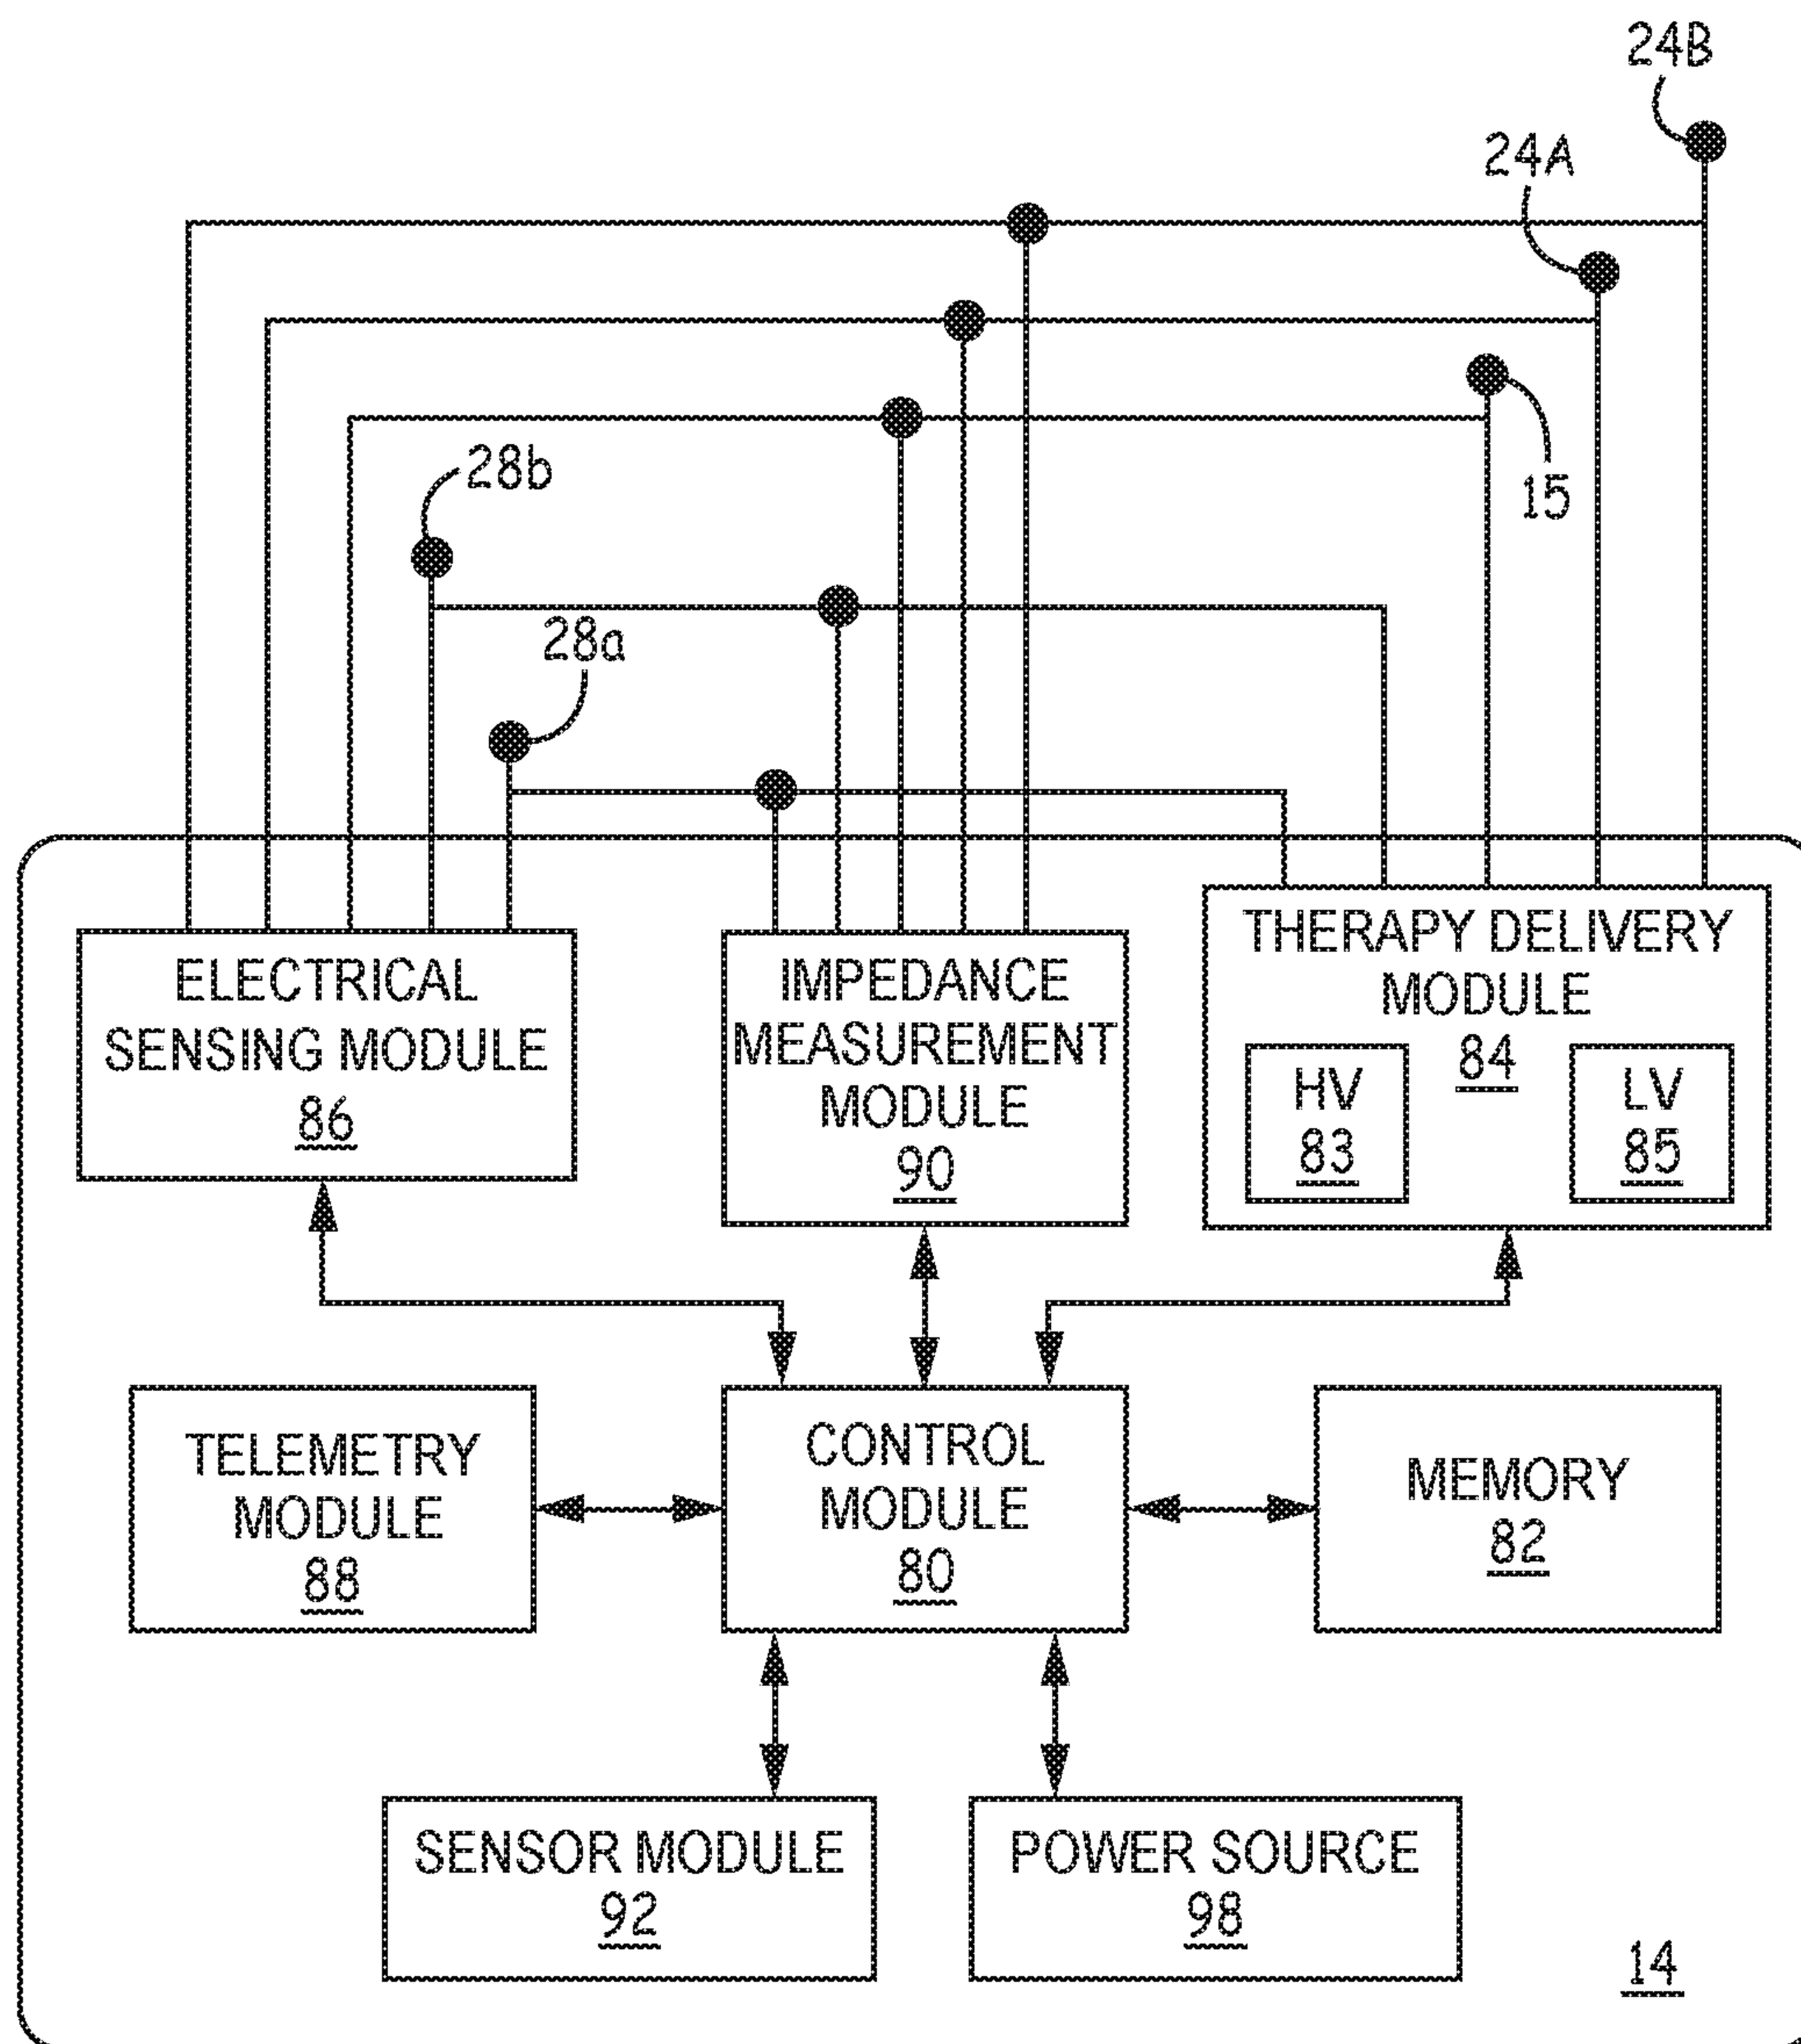 24B
24A
15
28b
28a
ELECTRICAL
SENSING MODULE
86
IMPEDANCE
MEASUREMENT
MODULE
90
THERAPY DELIVERY
MODULE
84
HV
83
LV
85
TELEMETRY
MODULE
88
CONTROL
MODULE
80
MEMORY
82
SENSOR MODULE
92
POWER SOURCE
98
14